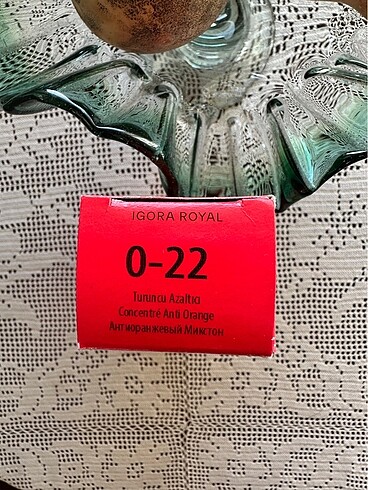 IGORA ROYAL
0-22
Turuncu Azaltıcı
Concentré Anti Orange
Антиоранжевый Микстон